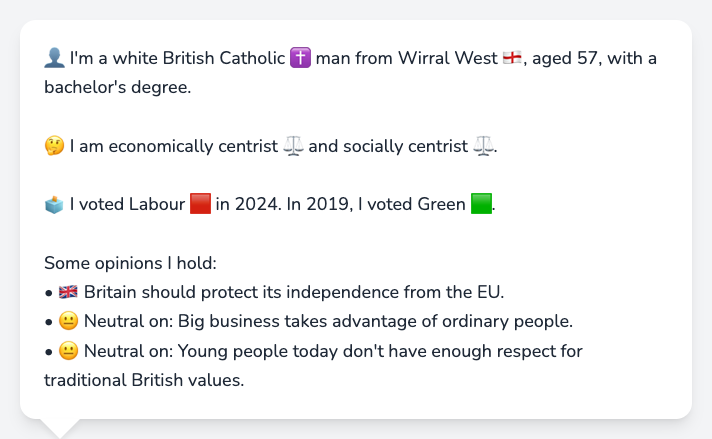 👤 I'm a white British Catholic ✝️ man from Wirral West 🏴󠁧󠁢󠁥󠁮󠁧󠁿, aged 57, with a
bachelor's degree.
🤔 I am economically centrist ⚖️ and socially centrist ⚖️.
🗳️ I voted Labour 🟥 in 2024. In 2019, I voted Green 🟩.
Some opinions I hold:
• 🇬🇧 Britain should protect its independence from the EU.
• 😐 Neutral on: Big business takes advantage of ordinary people.
• 😐 Neutral on: Young people today don't have enough respect for
traditional British values.